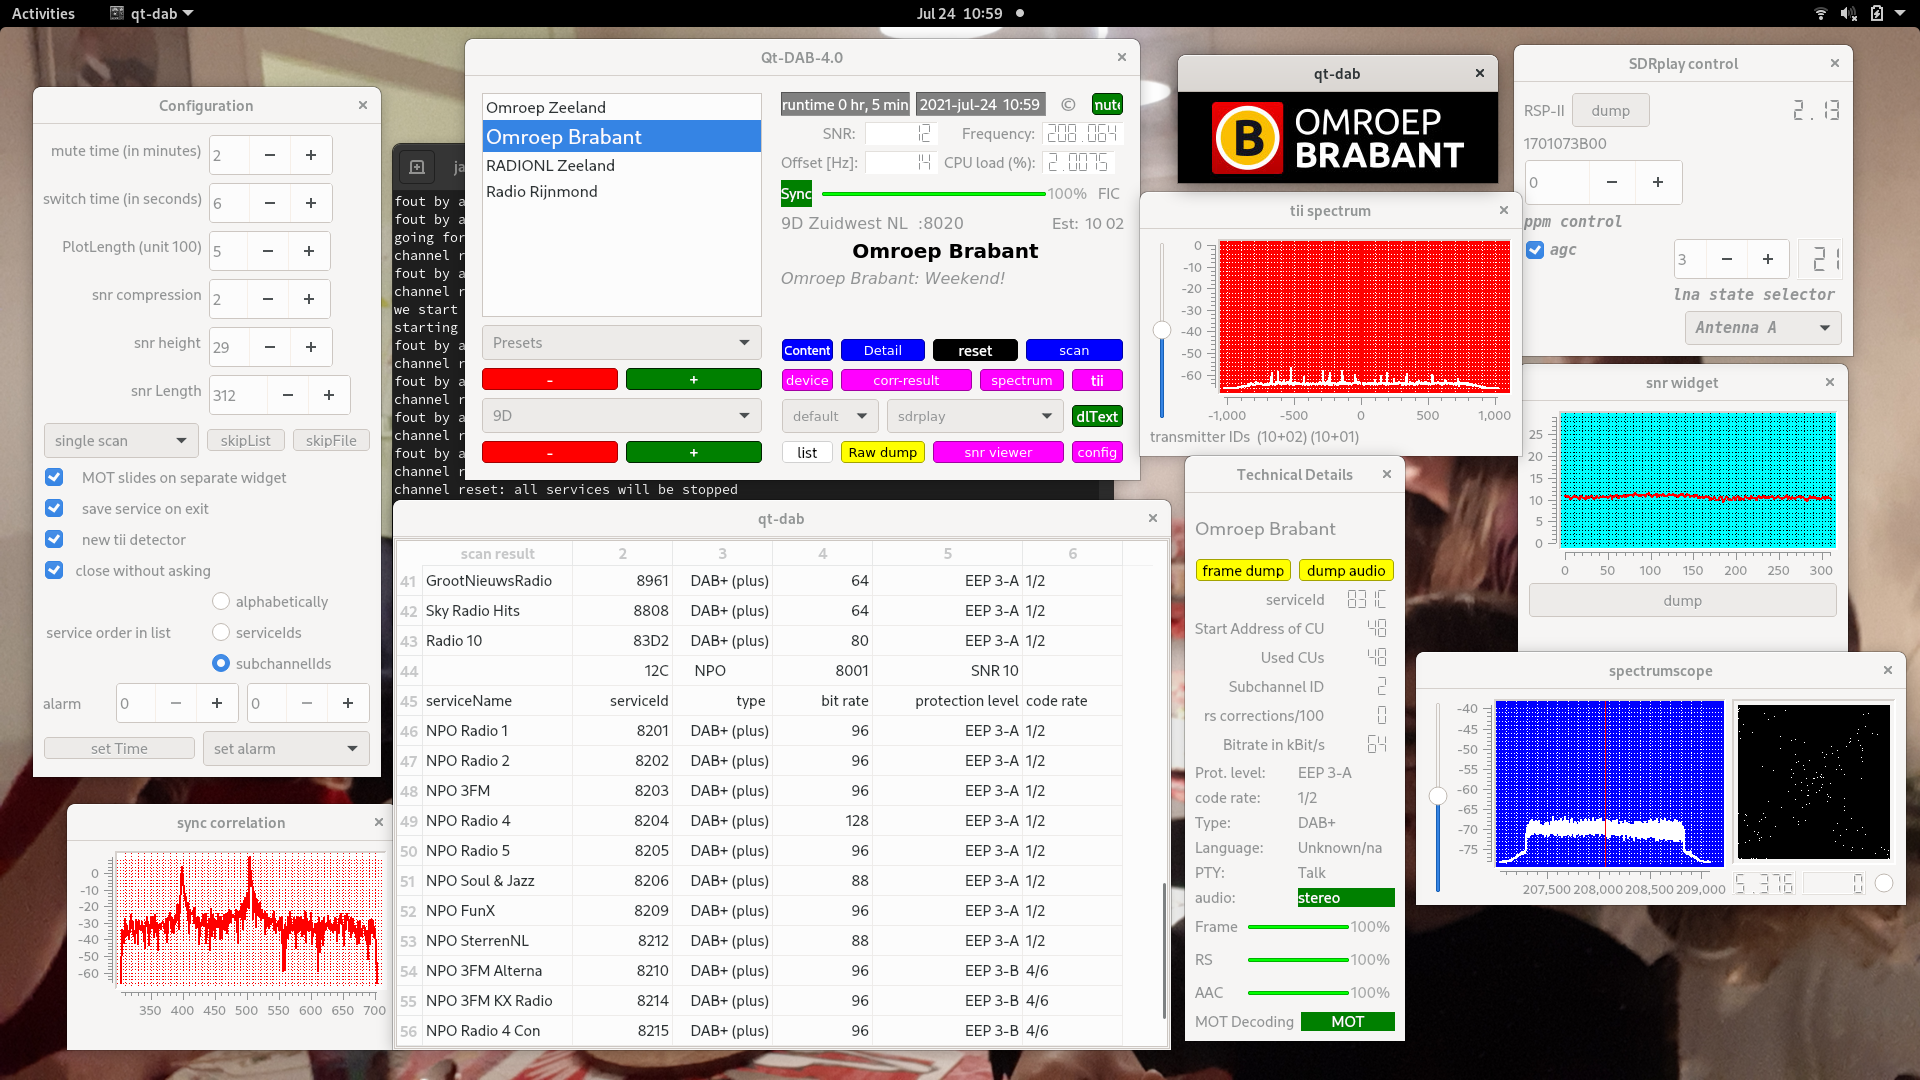 Activities
qt-dab
Jul 24 10:59
Configuration
mute time (in minutes) 2 − +
switch time (in seconds) 6 − +
PlotLength (unit 100) 5 − +
snr compression 2 − +
snr height 29 − +
snr Length 312 − +
single scan skipList skipFile
MOT slides on separate widget
save service on exit
new tii detector
close without asking
alphabetically
service order in list serviceIds
subchannelIds
alarm 0 − + 0 − +
set Time set alarm
sync correlation
0
-10
-20
-30
-40
-50
-60
350 400 450 500 550 600 650 700
fout by a
fout by a
going for
channel r
fout by a
channel r
we start
starting
fout by a
channel r
fout by a
channel r
fout by a
channel r
fout by a
channel r
channel reset: all services will be stopped
Qt-DAB-4.0
Omroep Zeeland
Omroep Brabant
RADIONL Zeeland
Radio Rijnmond
Presets
- +
9D
- +
runtime 0 hr, 5 min 2021-jul-24 10:59 ©
SNR: 12 Frequency: 208.064
Offset [Hz]: 14 CPU load (%): 2.0075
Sync 100% FIC
9D Zuidwest NL :8020 Est: 10 02
Omroep Brabant
Omroep Brabant: Weekend!
Content Detail reset scan
device corr-result spectrum tii
default sdrplay dlText
list Raw dump snr viewer config
qt-dab
scan result 2 3 4 5 6
41 GrootNieuwsRadio 8961 DAB+ (plus) 64 EEP 3-A 1/2
42 Sky Radio Hits 8808 DAB+ (plus) 64 EEP 3-A 1/2
43 Radio 10 83D2 DAB+ (plus) 80 EEP 3-A 1/2
44 12C NPO 8001 SNR 10
45 serviceName serviceId type bit rate protection level code rate
46 NPO Radio 1 8201 DAB+ (plus) 96 EEP 3-A 1/2
47 NPO Radio 2 8202 DAB+ (plus) 96 EEP 3-A 1/2
48 NPO 3FM 8203 DAB+ (plus) 96 EEP 3-A 1/2
49 NPO Radio 4 8204 DAB+ (plus) 128 EEP 3-A 1/2
50 NPO Radio 5 8205 DAB+ (plus) 96 EEP 3-A 1/2
51 NPO Soul & Jazz 8206 DAB+ (plus) 88 EEP 3-A 1/2
52 NPO FunX 8209 DAB+ (plus) 96 EEP 3-A 1/2
53 NPO SterrenNL 8212 DAB+ (plus) 88 EEP 3-A 1/2
54 NPO 3FM Alterna 8210 DAB+ (plus) 96 EEP 3-B 4/6
55 NPO 3FM KX Radio 8214 DAB+ (plus) 96 EEP 3-B 4/6
56 NPO Radio 4 Con 8215 DAB+ (plus) 96 EEP 3-B 4/6
qt-dab
B OMROEP
BRABANT
tii spectrum
0
-10
-20
-30
-40
-50
-60
-1,000 -500 0 500 1,000
transmitter IDs (10+02) (10+01)
Technical Details
Omroep Brabant
frame dump dump audio
serviceId 831C
Start Address of CU 48
Used CUs 48
Subchannel ID 2
rs corrections/100 0
Bitrate in kBit/s 64
Prot. level: EEP 3-A
code rate: 1/2
Type: DAB+
Language: Unknown/na
PTY: Talk
audio: stereo
Frame 100%
RS 100%
AAC 100%
MOT Decoding MOT
SDRplay control
RSP-II dump 2.13
1701073B00
0 − +
ppm control
agc 3 − + 21
lna state selector
Antenna A
snr widget
25
20
15
10
5
0
0 50 100 150 200 250 300
dump
spectrumscope
-40
-45
-50
-55
-60
-65
-70
-75
207,500 208,000 208,500 209,000
5.376 0